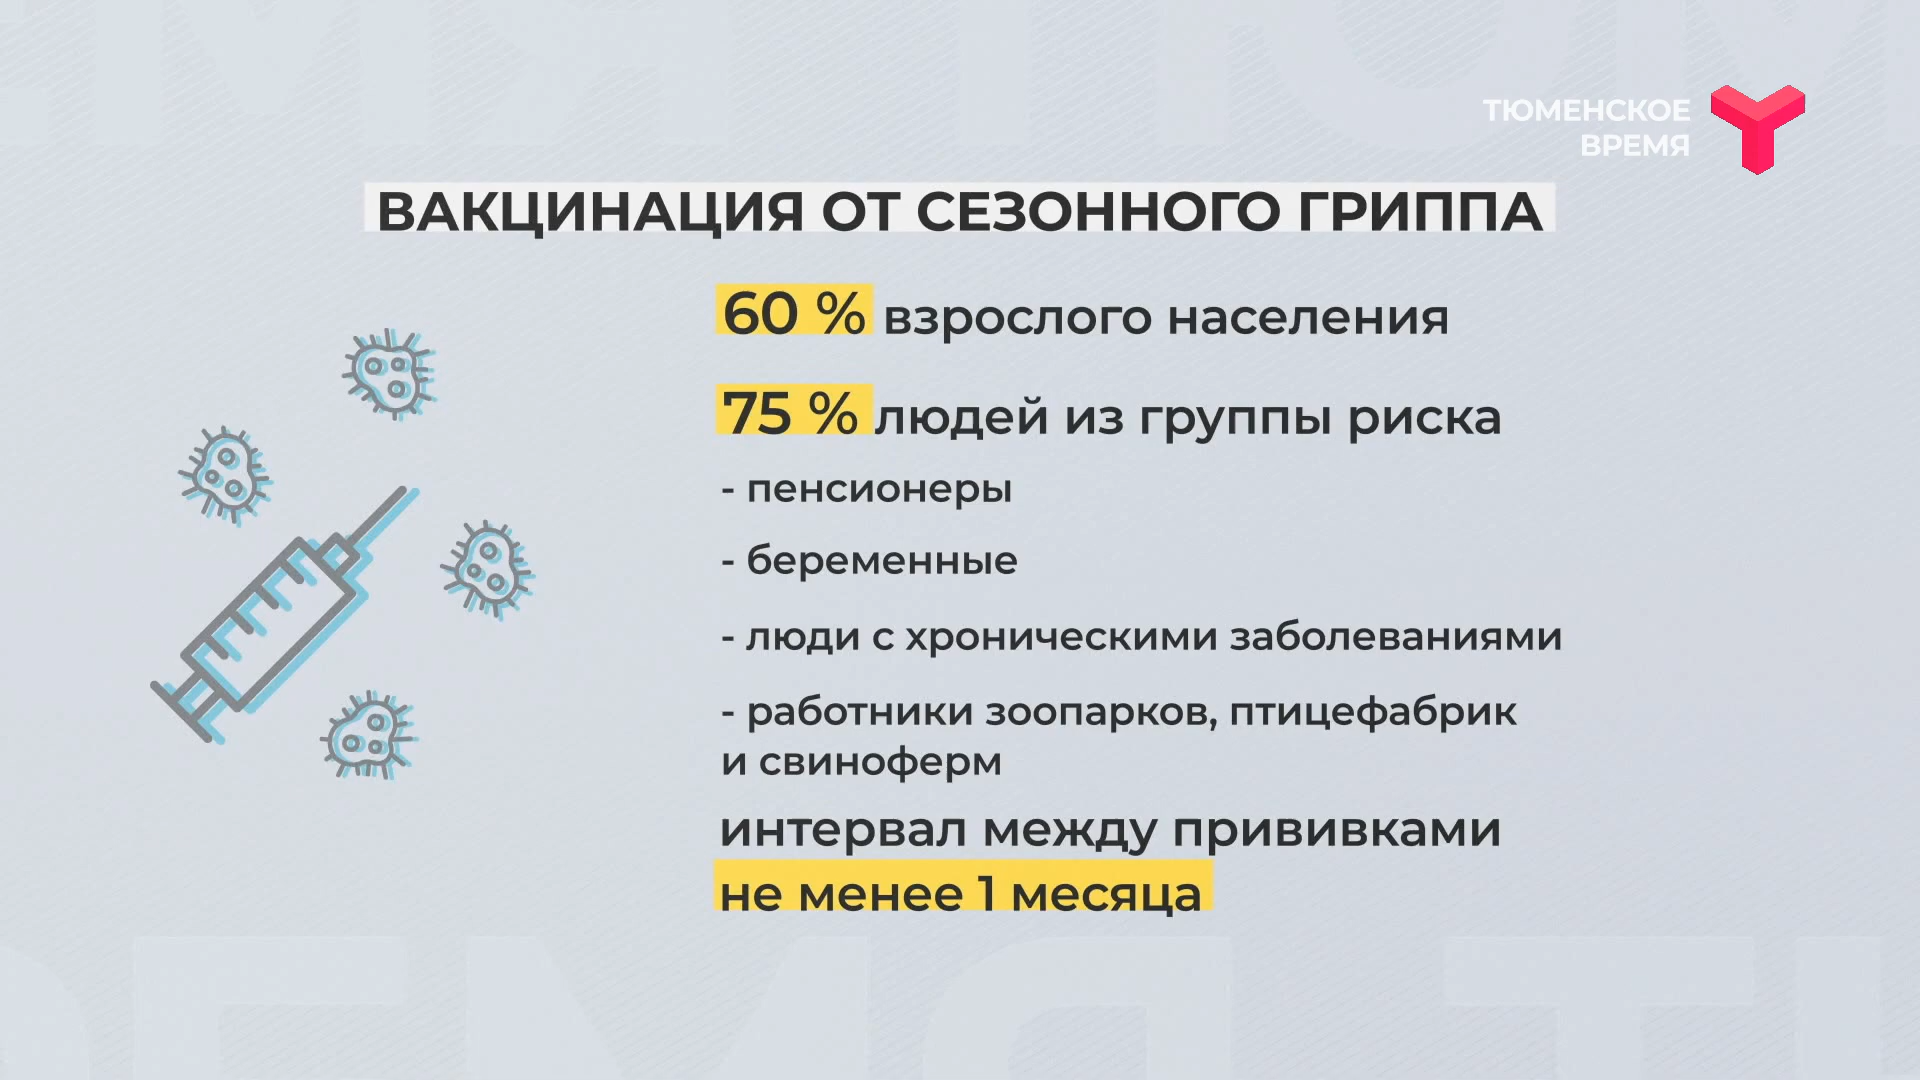 ТЮМЕНСКОЕ
ВРЕМЯ
ВАКЦИНАЦИЯ ОТ СЕЗОННОГО ГРИППА
60 % взрослого населения
75 % людей из группы риска
- пенсионеры
- беременные
- люди с хроническими заболеваниями
- работники зоопарков, птицефабрик
и свиноферм
интервал между прививками
не менее 1 месяца